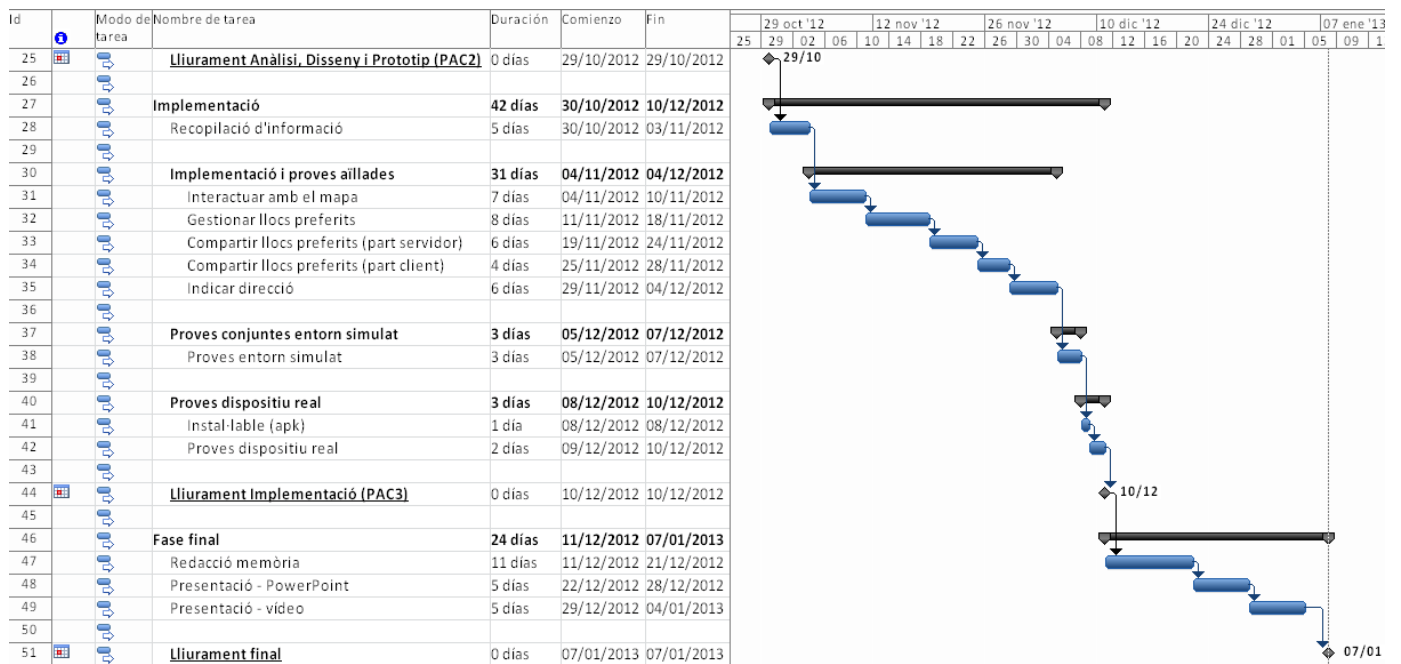 Id Modo de tarea Nombre de tarea Duración Comienzo Fin
29 oct '12 12 nov '12 26 nov '12 10 dic '12 24 dic '12 07 ene '13
25 29 02 06 10 14 18 22 26 30 04 08 12 16 20 24 28 01 05 09 1
25 Lliurament Anàlisi, Disseny i Prototip (PAC2) 0 días 29/10/2012 29/10/2012 29/10
26
27 Implementació 42 días 30/10/2012 10/12/2012
28 Recopilació d'informació 5 días 30/10/2012 03/11/2012
29
30 Implementació i proves aïllades 31 días 04/11/2012 04/12/2012
31 Interactuar amb el mapa 7 días 04/11/2012 10/11/2012
32 Gestionar llocs preferits 8 días 11/11/2012 18/11/2012
33 Compartir llocs preferits (part servidor) 6 días 19/11/2012 24/11/2012
34 Compartir llocs preferits (part client) 4 días 25/11/2012 28/11/2012
35 Indicar direcció 6 días 29/11/2012 04/12/2012
36
37 Proves conjuntes entorn simulat 3 días 05/12/2012 07/12/2012
38 Proves entorn simulat 3 días 05/12/2012 07/12/2012
39
40 Proves dispositiu real 3 días 08/12/2012 10/12/2012
41 Instal·lable (apk) 1 día 08/12/2012 08/12/2012
42 Proves dispositiu real 2 días 09/12/2012 10/12/2012
43
44 Lliurament Implementació (PAC3) 0 días 10/12/2012 10/12/2012 10/12
45
46 Fase final 24 días 11/12/2012 07/01/2013
47 Redacció memòria 11 días 11/12/2012 21/12/2012
48 Presentació - PowerPoint 5 días 22/12/2012 28/12/2012
49 Presentació - vídeo 5 días 29/12/2012 04/01/2013
50
51 Lliurament final 0 días 07/01/2013 07/01/2013 07/01